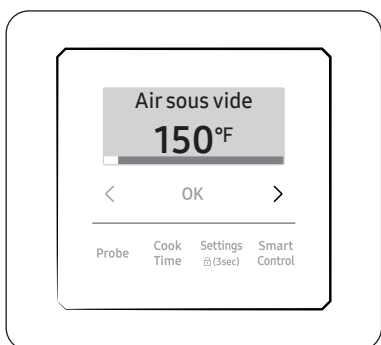 Air sous vide
150°F
< OK >
Probe Cook Time Settings (3sec) Smart Control